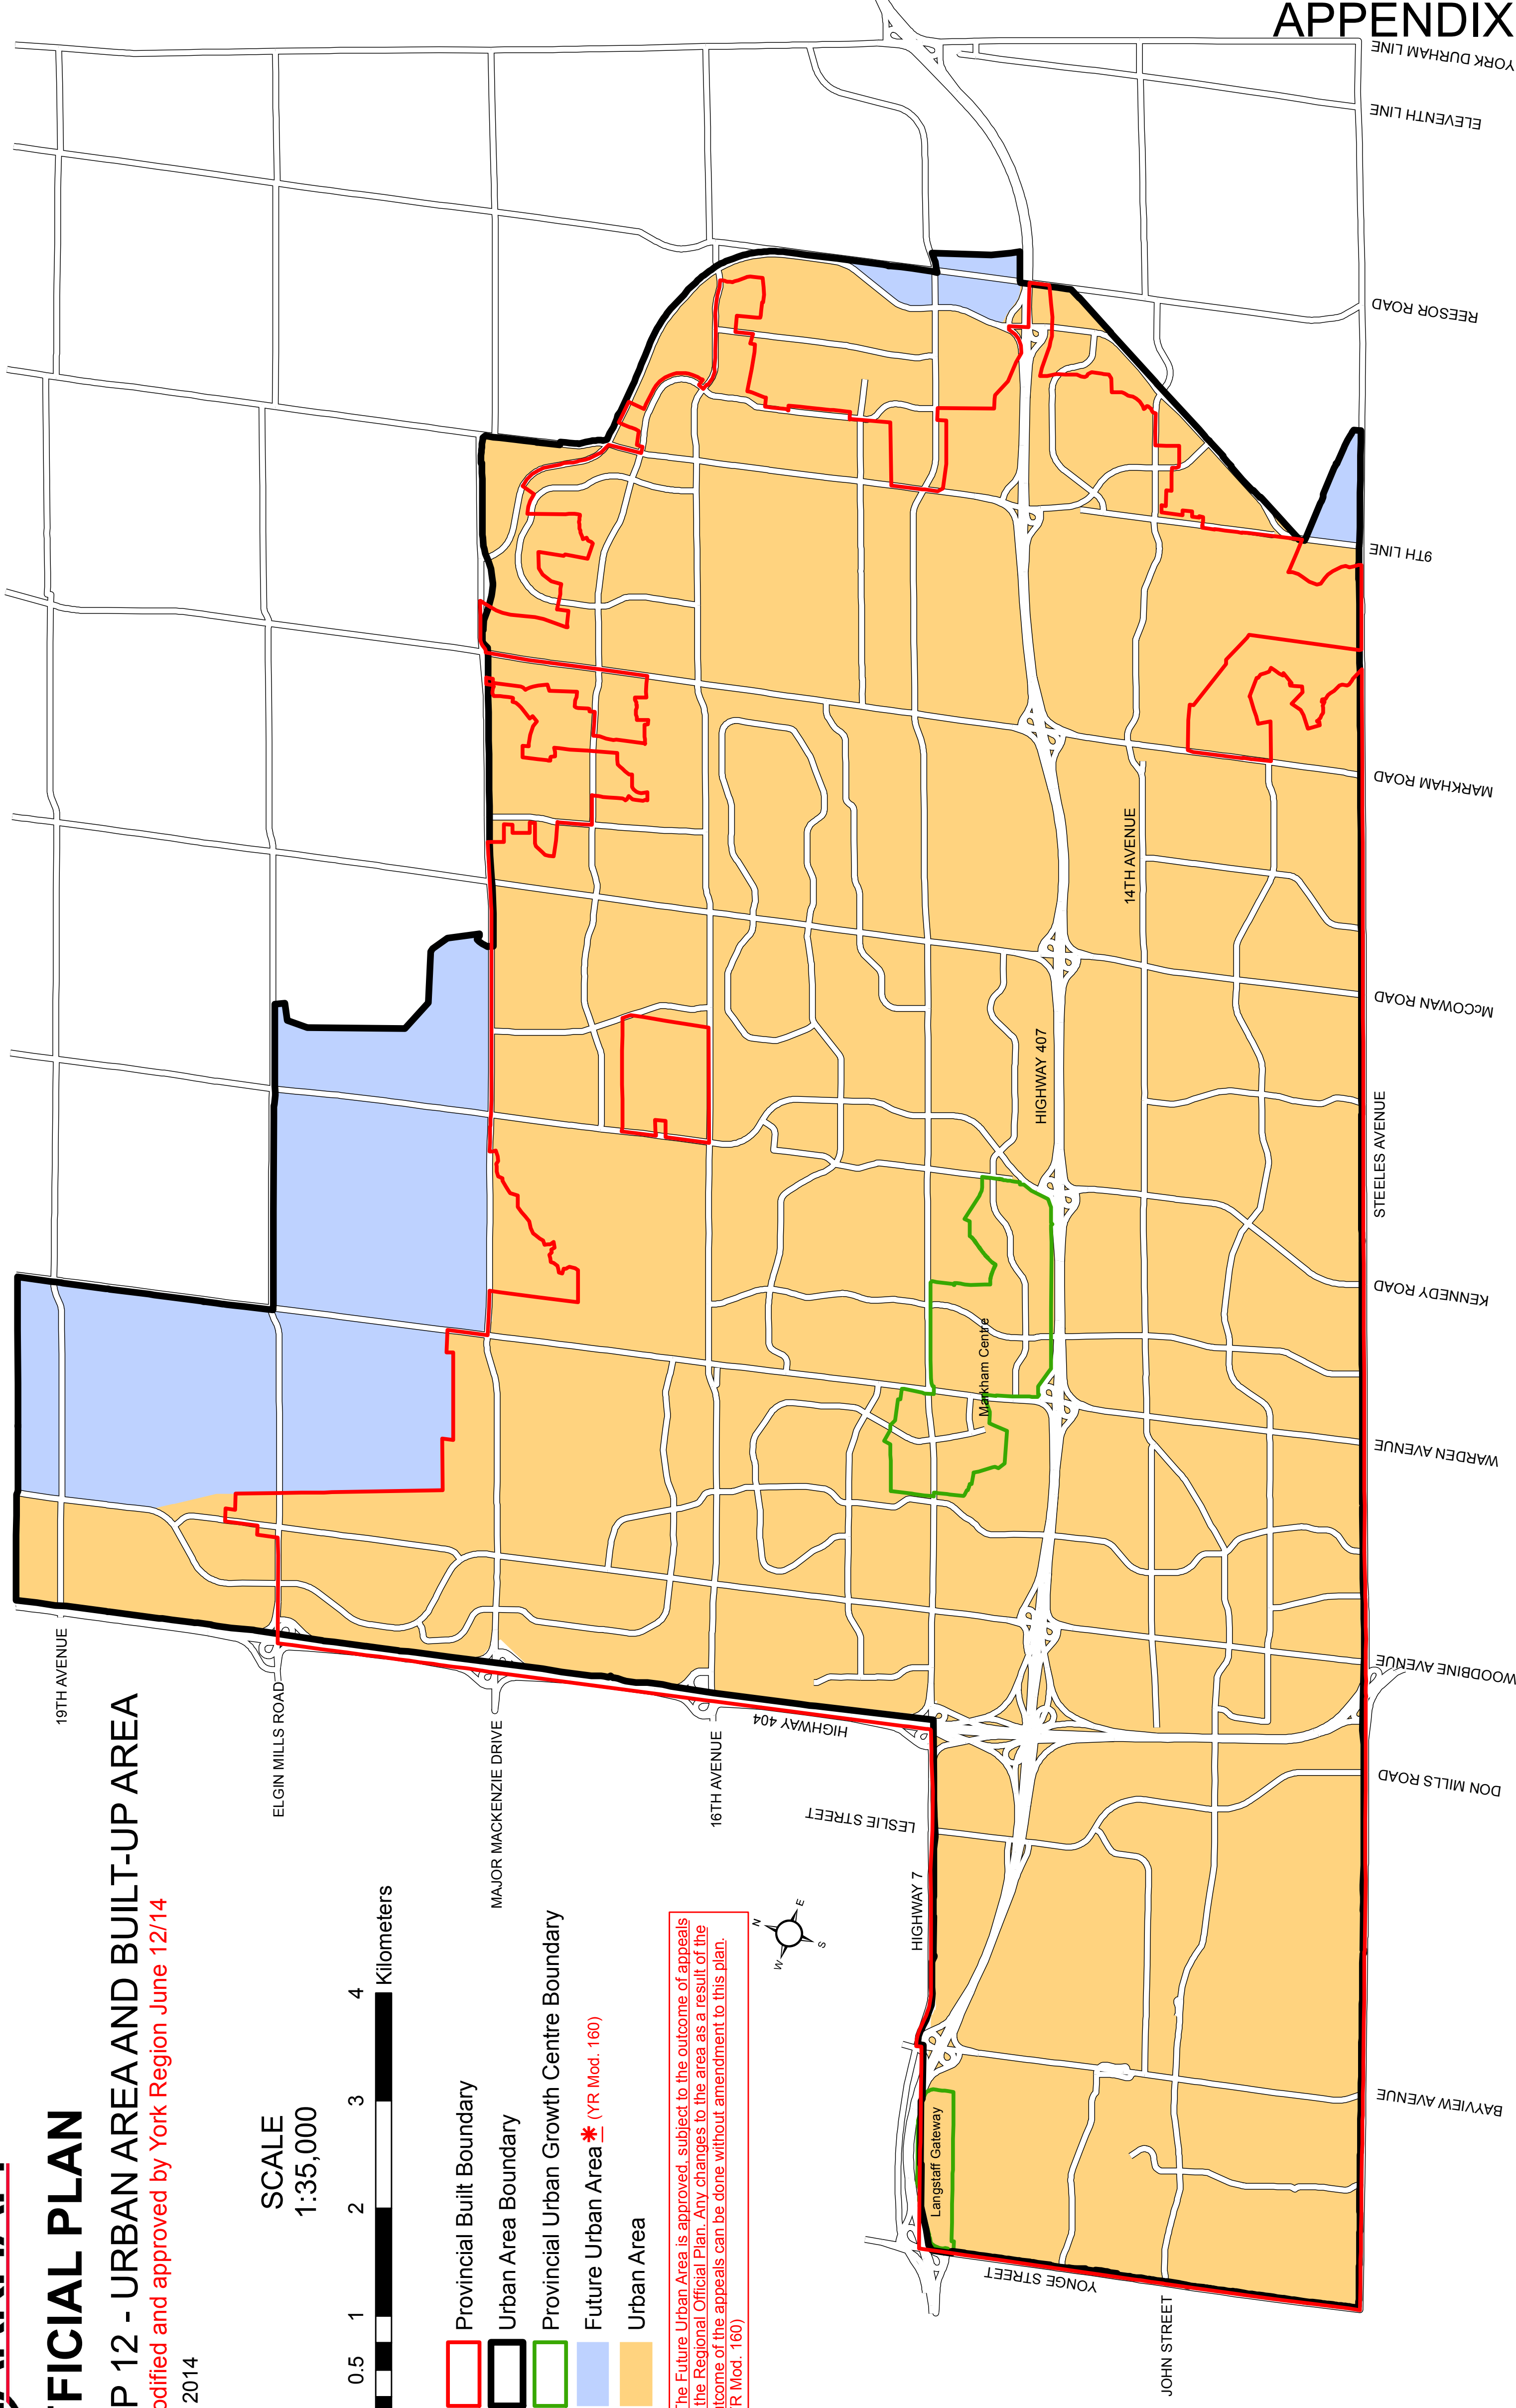 APPENDIX
FICIAL PLAN
P 12 - URBAN AREA AND BUILT-UP AREA
odified and approved by York Region June 12/14
2014
SCALE
1:35,000
0.5 1 2 3 4 Kilometers
Provincial Built Boundary
Urban Area Boundary
Provincial Urban Growth Centre Boundary
Future Urban Area * (YR Mod. 160)
Urban Area
he Future Urban Area is approved, subject to the outcome of appeals
the Regional Official Plan. Any changes to the area as a result of the
tcome of the appeals can be done without amendment to this plan.
R Mod. 160)
N
E
S
W
19TH AVENUE
ELGIN MILLS ROAD
MAJOR MACKENZIE DRIVE
16TH AVENUE
HIGHWAY 404
LESLIE STREET
HIGHWAY 7
Langstaff Gateway
YONGE STREET
JOHN STREET
Markham Centre
HIGHWAY 407
14TH AVENUE
STEELES AVENUE
BAYVIEW AVENUE
DON MILLS ROAD
WOODBINE AVENUE
WARDEN AVENUE
KENNEDY ROAD
McCOWAN ROAD
MARKHAM ROAD
9TH LINE
REESOR ROAD
ELEVENTH LINE
YORK DURHAM LINE